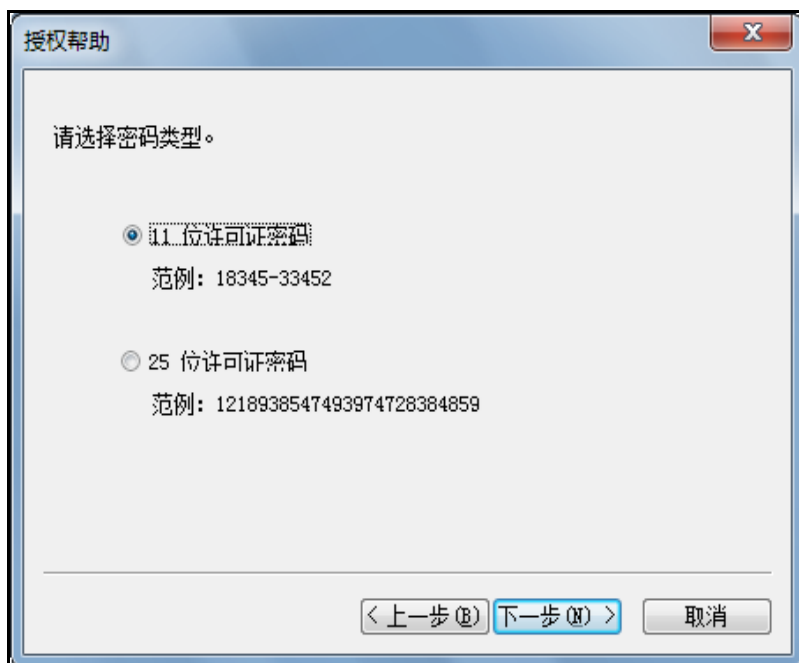 授权帮助
请选择密码类型。
11 位许可证密码
范例: 18345-33452
25 位许可证密码
范例: 1218938547493974728384859
< 上一步(B) 下一步(N) > 取消